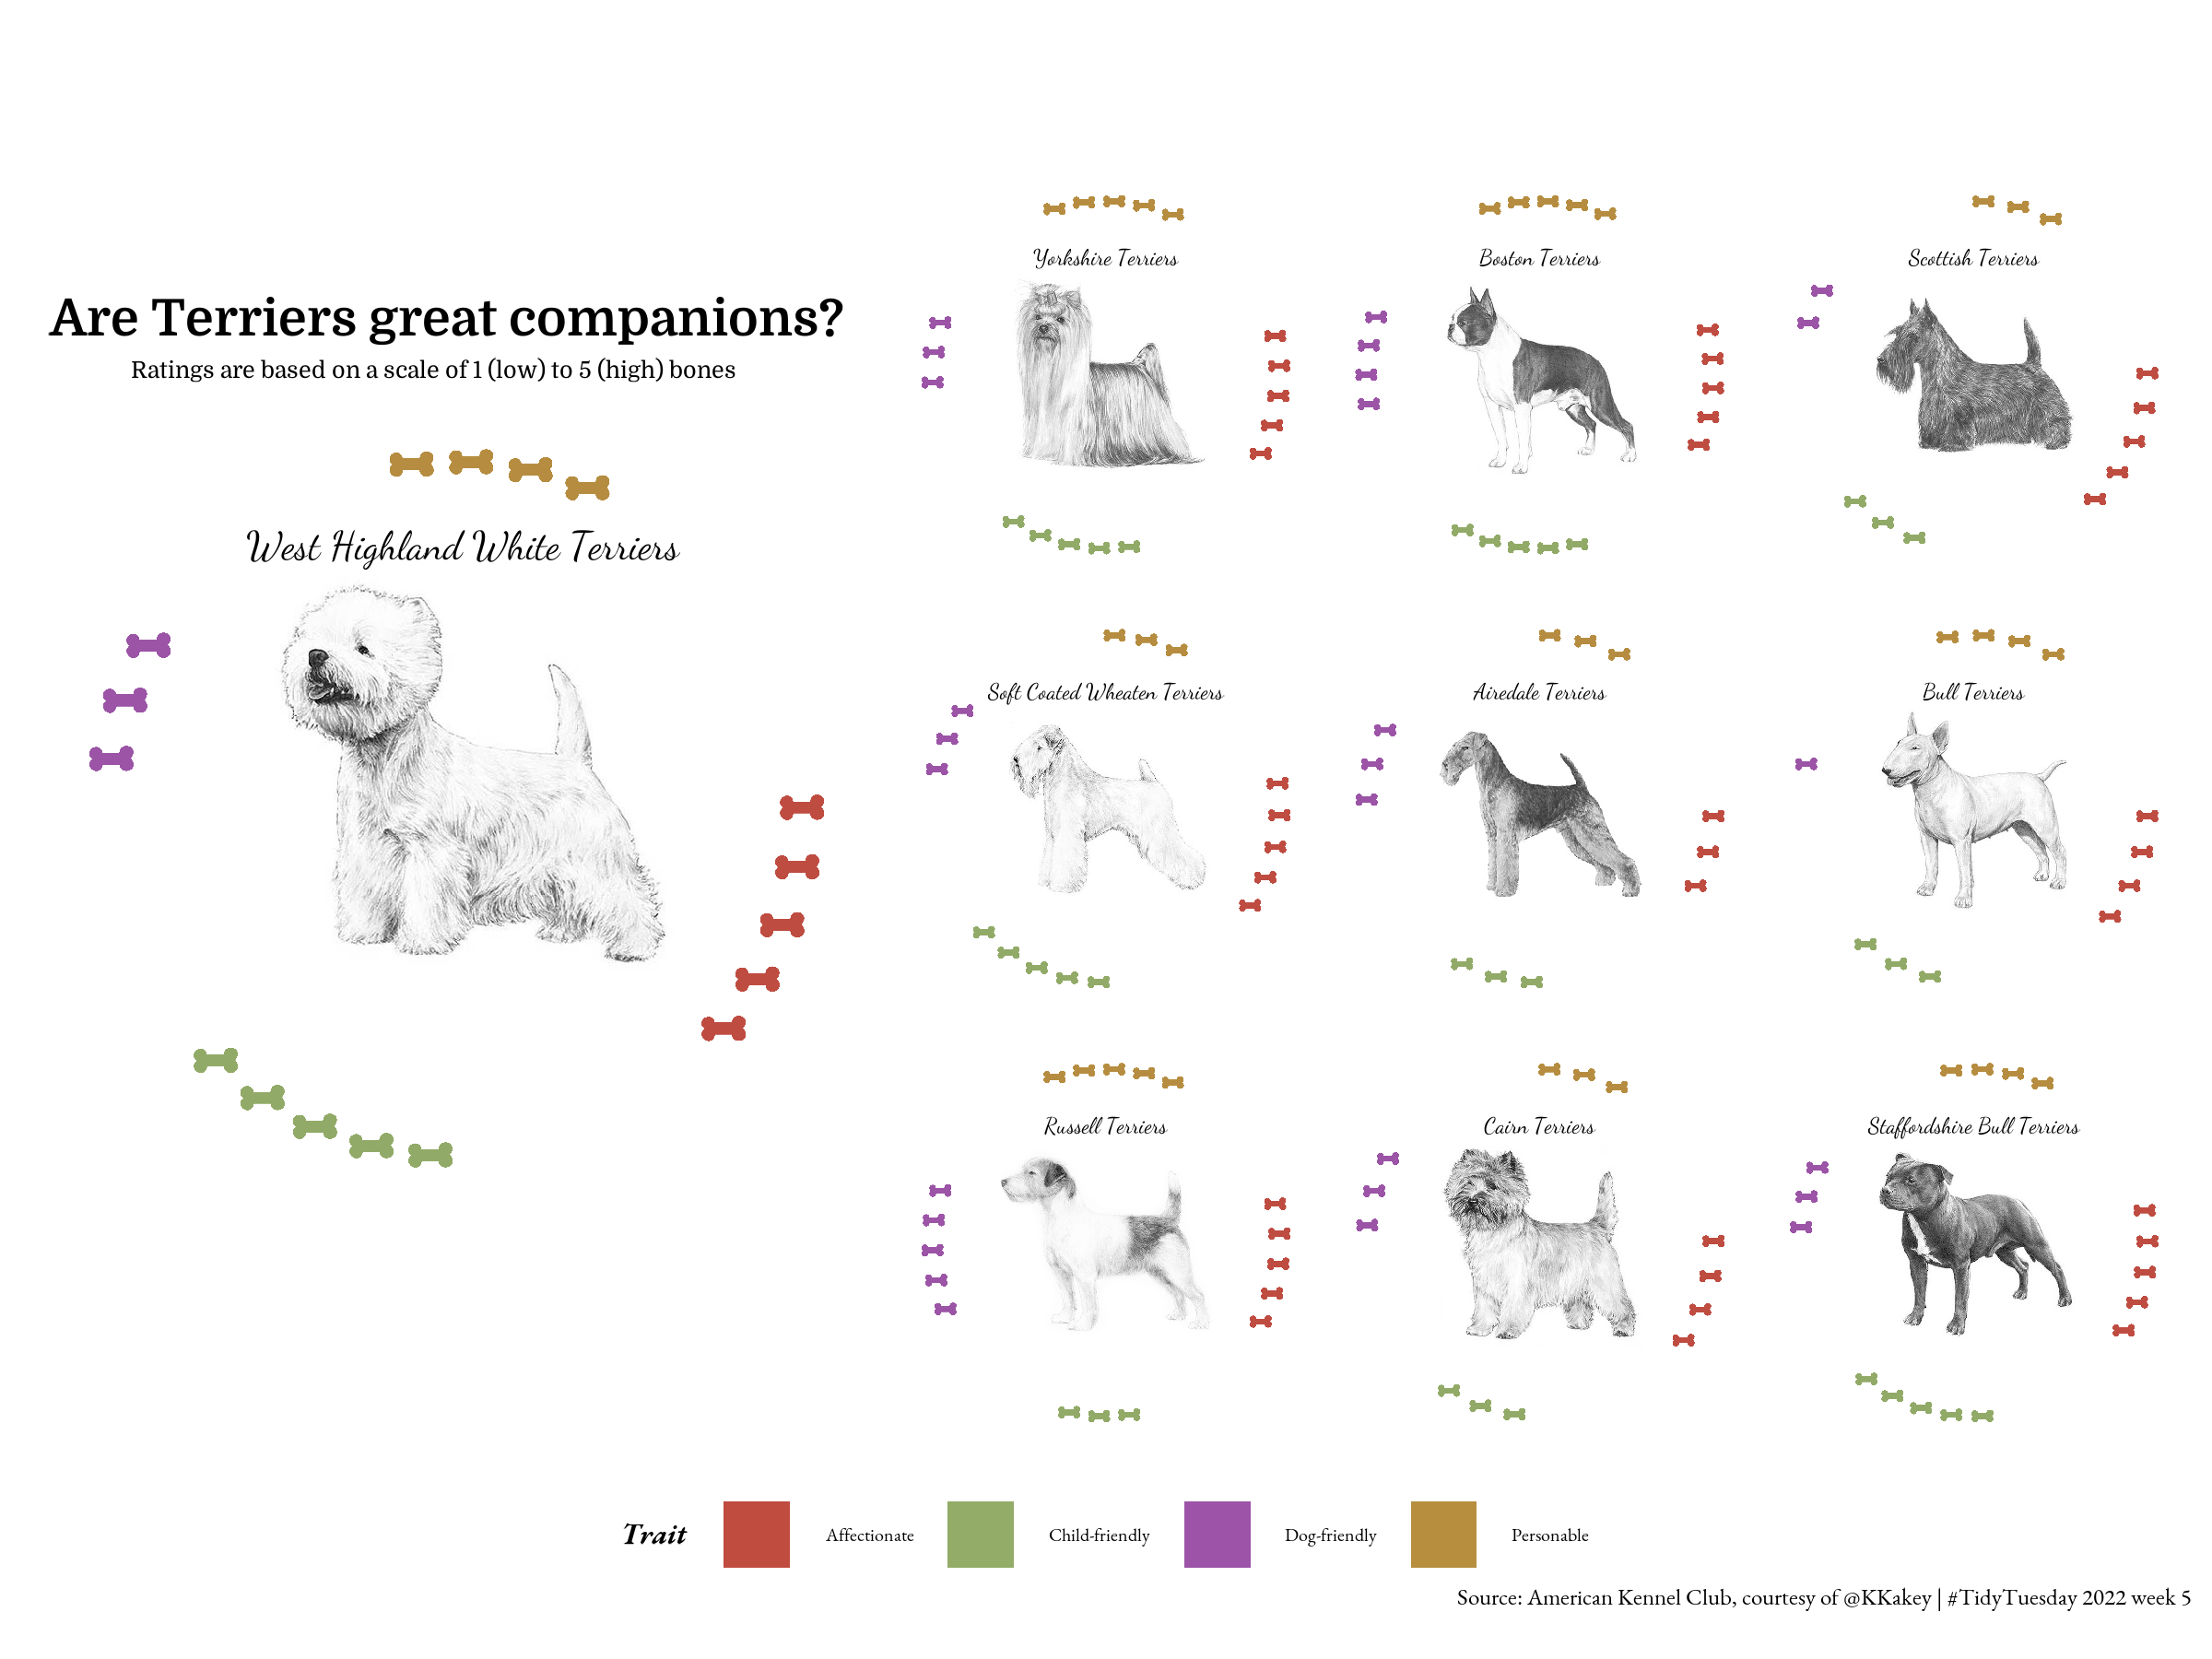 Are Terriers great companions?
Ratings are based on a scale of 1 (low) to 5 (high) bones
West Highland White Terriers
Yorkshire Terriers
Boston Terriers
Scottish Terriers
Soft Coated Wheaten Terriers
Airedale Terriers
Bull Terriers
Russell Terriers
Cairn Terriers
Staffordshire Bull Terriers
Trait
Affectionate
Child-friendly
Dog-friendly
Personable
Source: American Kennel Club, courtesy of @KKakey | #TidyTuesday 2022 week 5